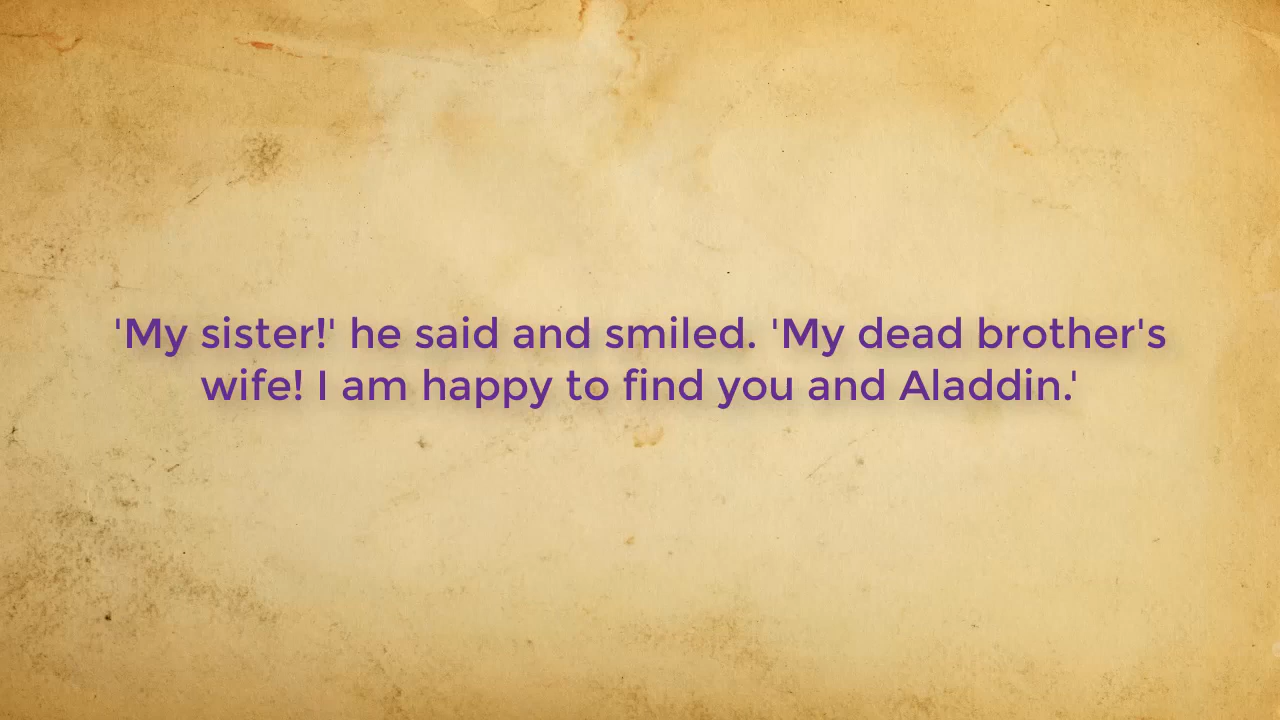 'My sister!' he said and smiled. 'My dead brother's
wife! I am happy to find you and Aladdin.'